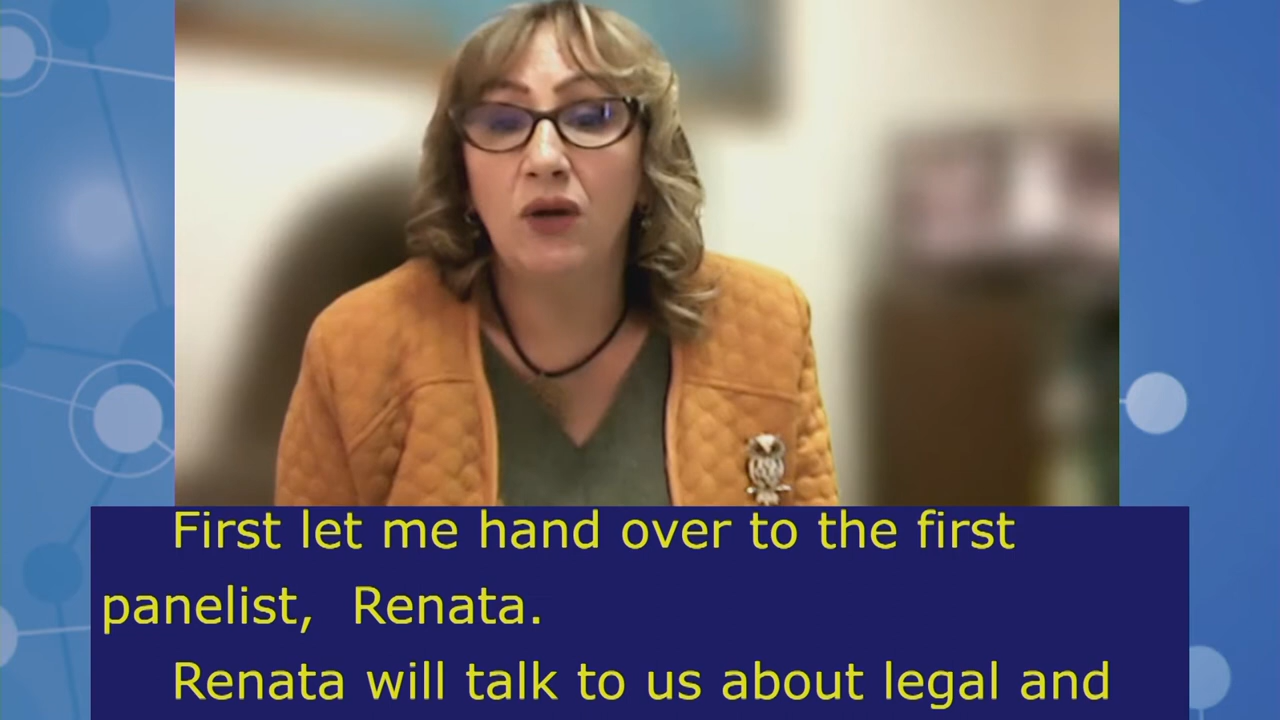 First let me hand over to the first
panelist, Renata.
Renata will talk to us about legal and